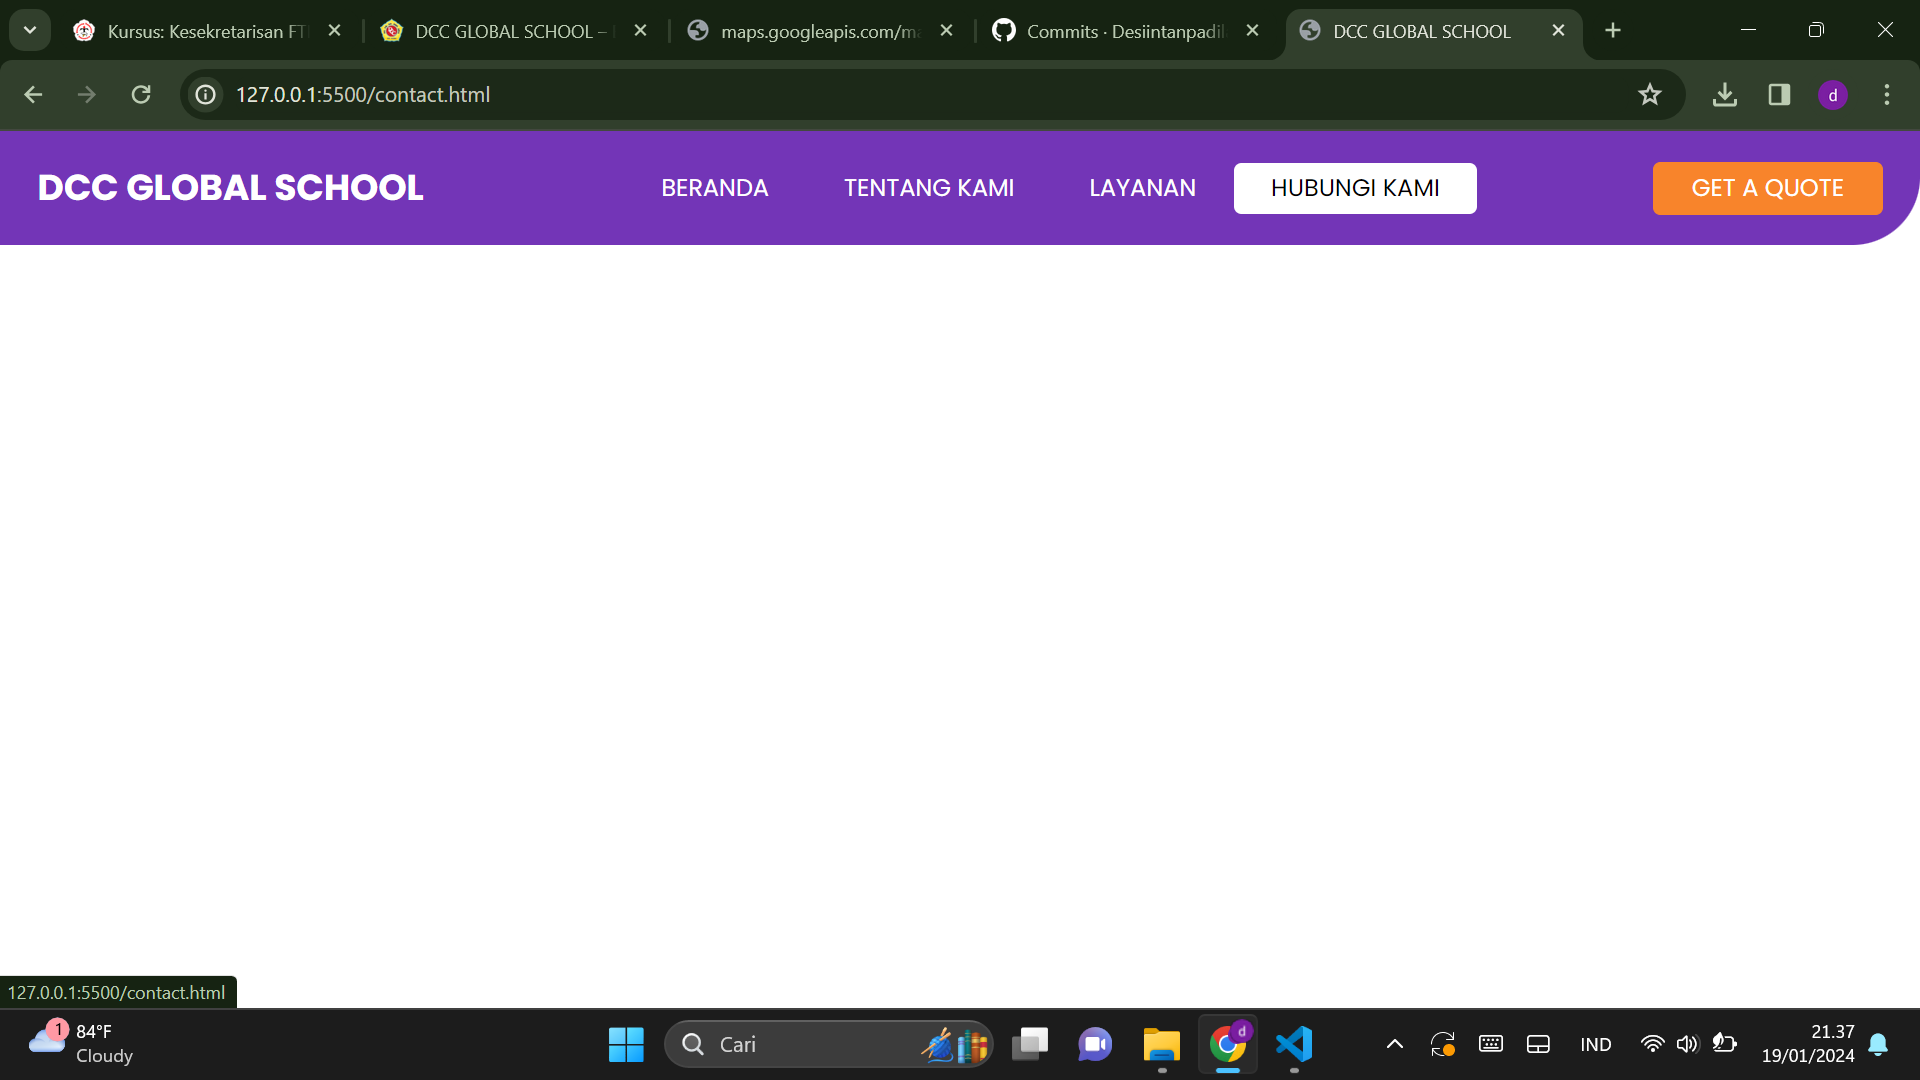 Kursus: Kesekretarisan FTI
DCC GLOBAL SCHOOL –
maps.googleapis.com/ma
Commits · Desiintanpadil
DCC GLOBAL SCHOOL
127.0.0.1:5500/contact.html
d
DCC GLOBAL SCHOOL
BERANDA
TENTANG KAMI
LAYANAN
HUBUNGI KAMI
GET A QUOTE
127.0.0.1:5500/contact.html
1
84°F
Cloudy
Cari
d
IND
21.37
19/01/2024